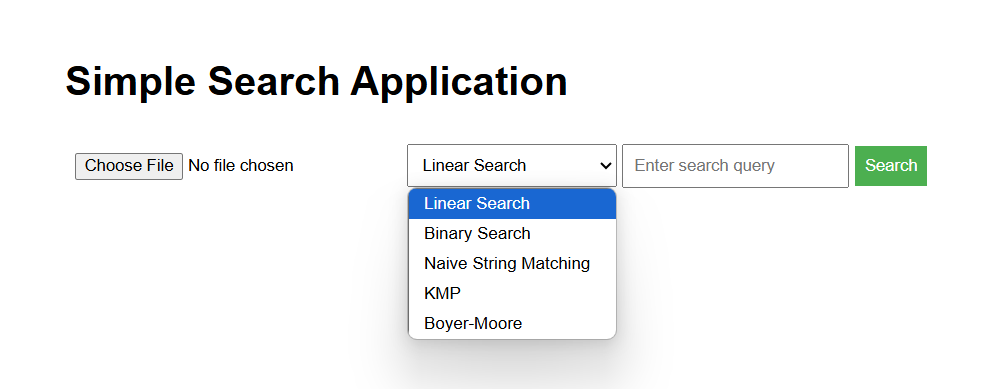 Simple Search Application
Choose File No file chosen Linear Search Enter search query Search
Linear Search
Binary Search
Naive String Matching
KMP
Boyer-Moore